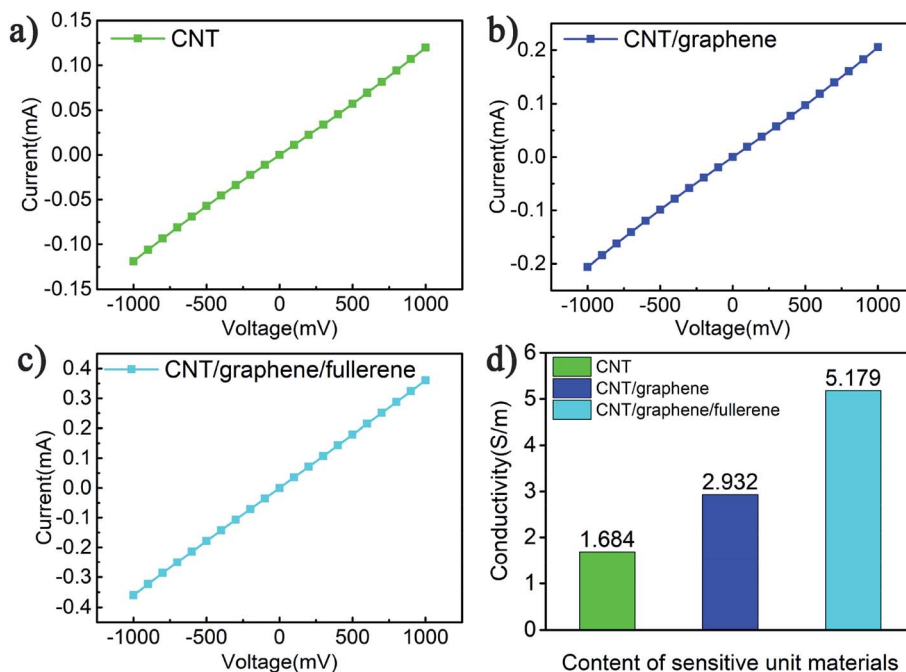 a)
CNT
0.15
0.10
0.05
0.00
-0.05
-0.10
0.15
Current(mA)
-1000 -500 0 500 1000
Voltage(mV)
b)
CNT/graphene
0.2
0.1
0.0
-0.1
-0.2
Current(mA)
-1000 -500 0 500 1000
Voltage(mV)
c)
CNT/graphene/fullerene
0.4
0.3
0.2
0.1
0.0
-0.1
-0.2
-0.3
-0.4
Current(mA)
-1000 -500 0 500 1000
Voltage(mV)
d)
CNT
CNT/graphene
CNT/graphene/fullerene
6
5
4
3
2
1
0
Conductivity(S/m)
1.684
2.932
5.179
Content of sensitive unit materials